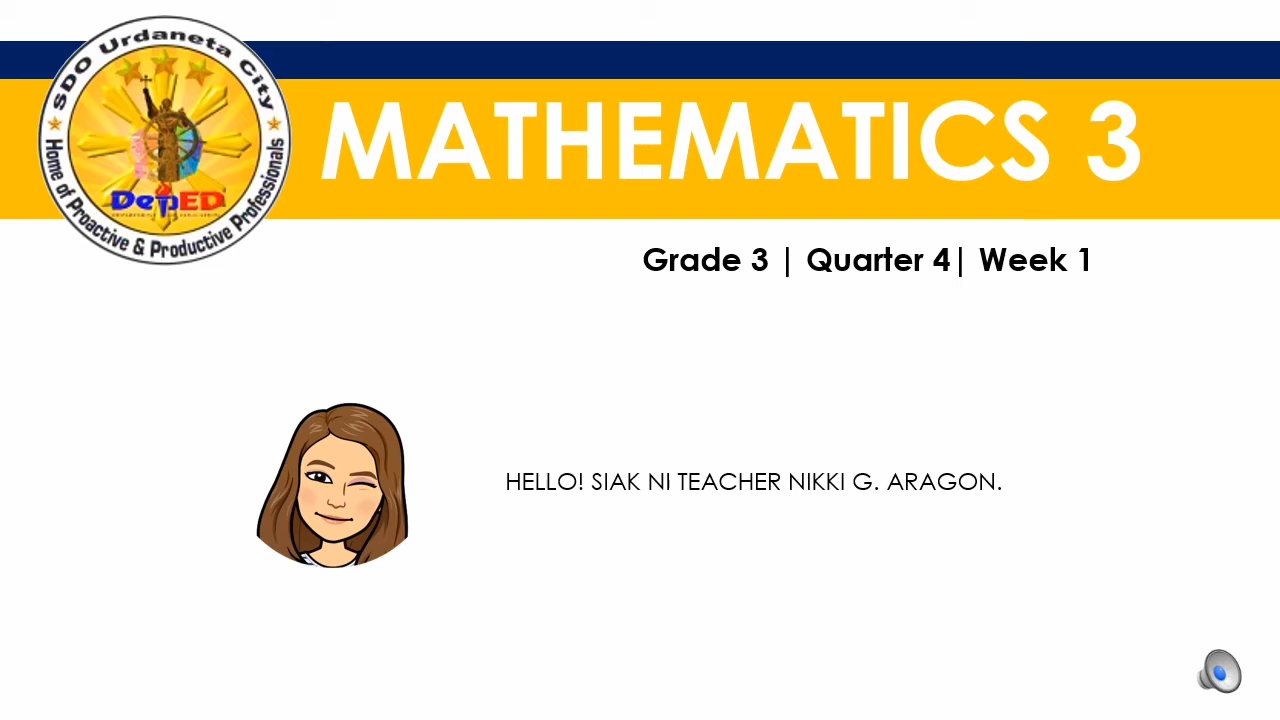 SDO Urdaneta City
Home of Proactive & Productive Professionals
DepED
MATHEMATICS 3
Grade 3 | Quarter 4| Week 1
HELLO! SIAK NI TEACHER NIKKI G. ARAGON.